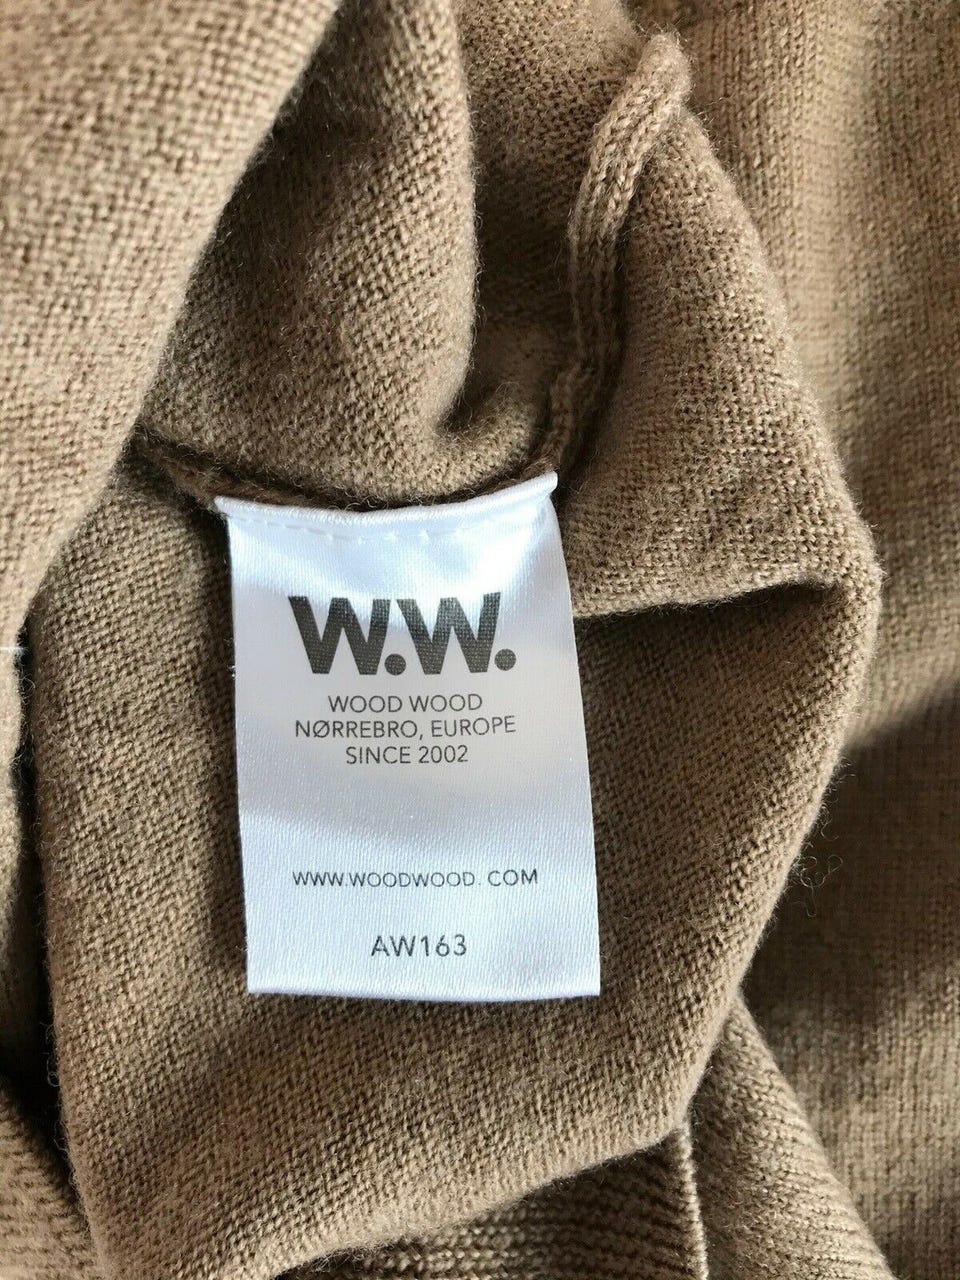 W.W.
WOOD WOOD
NØRREBRO, EUROPE
SINCE 2002
WWW.WOODWOOD.COM
AW163